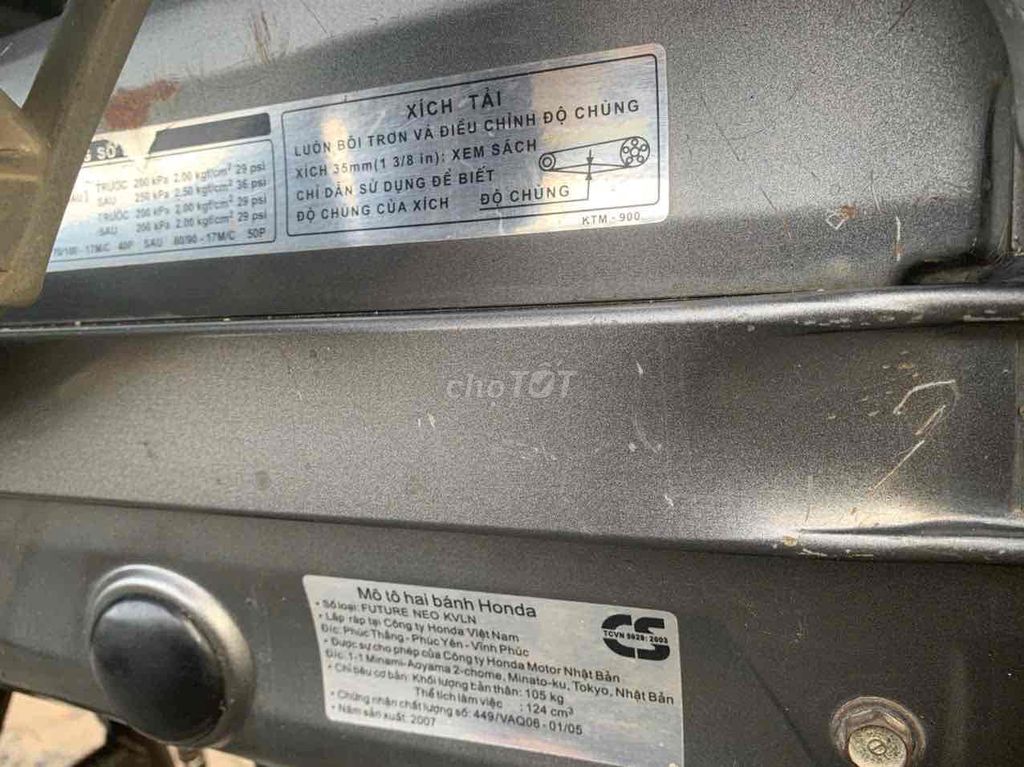 XÍCH TẢI
LUÔN BÔI TRƠN VÀ ĐIỀU CHỈNH ĐỘ CHÙNG
XÍCH 35mm(1 3/8 in): XEM SÁCH
CHỈ DẪN SỬ DỤNG ĐỂ BIẾT
ĐỘ CHÙNG CỦA XÍCH
ĐỘ CHÙNG
KTM - 900
SỐ
TRƯỚC 200 kPa 2.00 kgf/cm² 29 psi
SAU 250 kPa 2.50 kgf/cm² 36 psi
TRƯỚC 200 kPa 2.00 kgf/cm² 29 psi
SAU 200 kPa 2.00 kgf/cm² 29 psi
70/100 - 17M/C 40P SAU 80/90 - 17M/C 50P
chợTỐT
Mô tô hai bánh Honda
• Số loại: FUTURE NEO KVLN
• Lắp ráp tại Công ty Honda Việt Nam
Đ/c: Phúc Thắng - Phúc Yên - Vĩnh Phúc
• Được sự cho phép của Công ty Honda Motor Nhật Bản
Đ/c: 1-1 Minami-Aoyama 2-chome, Minato-ku, Tokyo, Nhật Bản
• Chỉ tiêu cơ bản: Khối lượng bản thân: 105 kg
Thể tích làm việc : 124 cm³
• Chứng nhận chất lượng số: 449/VAQ06 - 01/05
• Năm sản xuất: 2007
CS
TCVN 5929: 2003